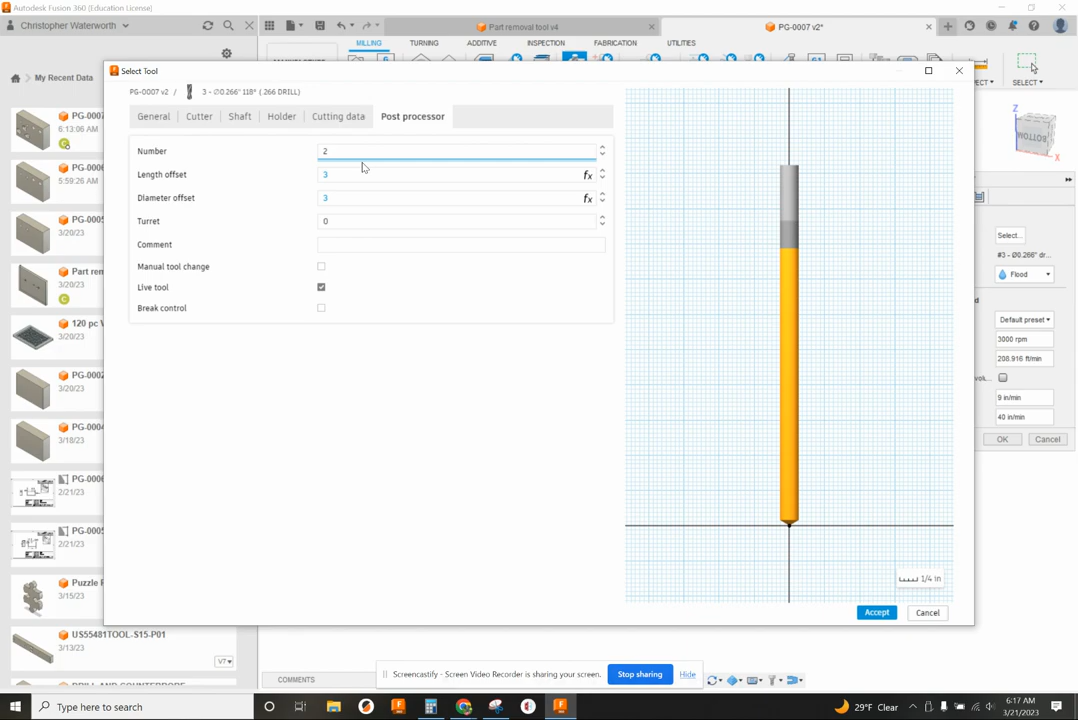 Autodesk Fusion 360 (Education License)
Christopher Waterworth
Part removal tool v4
PG-0007 v2*
MILLING
TURNING
ADDITIVE
INSPECTION
FABRICATION
UTILITIES
My Recent Data
SELECT
Select Tool
PG-0007 v2 /
3 - Ø0.266" 118° (.266 DRILL)
General
Cutter
Shaft
Holder
Cutting data
Post processor
Number
2
Length offset
3
fx
Diameter offset
3
fx
Turret
0
Comment
Manual tool change
Live tool
Break control
1/4 in
Accept
Cancel
PG-0007
6:13:06 AM
PG-0006
5:59:26 AM
PG-0005
3/20/23
Part rem
3/20/23
120 pc V
3/20/23
PG-0002
3/20/23
PG-0004
3/18/23
PG-0006
2/21/23
PG-0005
2/21/23
Puzzle P
3/15/23
US55481TOOL-S15-P01
3/13/23
V7
DRILL AND COUNTERBORE
Z
BOTTOM
X
Select...
#3 - Ø0.266" dr...
Flood
Default preset
3000 rpm
208.916 ft/min
9 in/min
40 in/min
OK
Cancel
COMMENTS
Screencastify - Screen Video Recorder is sharing your screen.
Stop sharing
Hide
Type here to search
29°F Clear
6:17 AM
3/21/2023